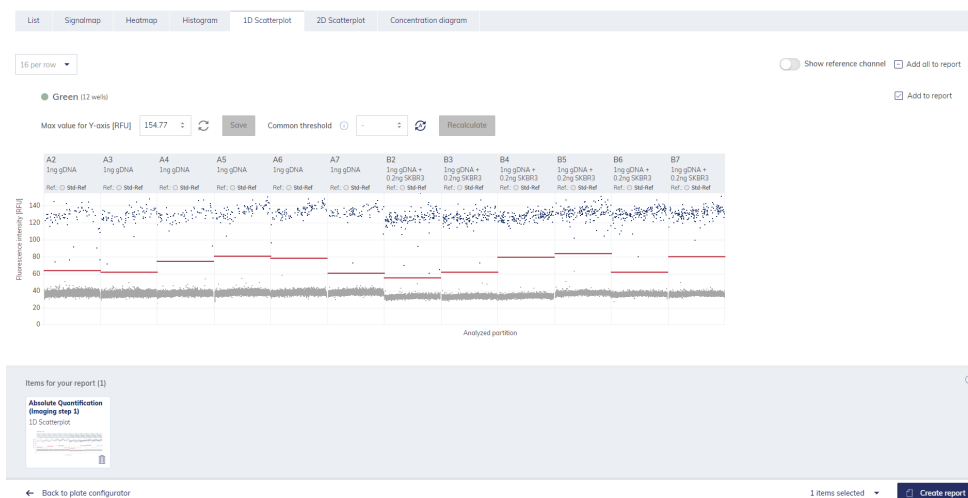 List Signalmap Heatmap Histogram 1D Scatterplot 2D Scatterplot Concentration diagram
16 per row
Show reference channel
Add all to report
Green (12 wells)
Add to report
Max value for Y-axis [RFU] 154.77 Save Common threshold - Recalculate
A2 A3 A4 A5 A6 A7 B2 B3 B4 B5 B6 B7
1ng gDNA 1ng gDNA 1ng gDNA 1ng gDNA 1ng gDNA 1ng gDNA 1ng gDNA + 1ng gDNA + 1ng gDNA + 1ng gDNA + 1ng gDNA + 1ng gDNA +
0.2ng SKBR3 0.2ng SKBR3 0.2ng SKBR3 0.2ng SKBR3 0.2ng SKBR3 0.2ng SKBR3
Ref.: Std-Ref Ref.: Std-Ref Ref.: Std-Ref Ref.: Std-Ref Ref.: Std-Ref Ref.: Std-Ref Ref.: Std-Ref Ref.: Std-Ref Ref.: Std-Ref Ref.: Std-Ref Ref.: Std-Ref Ref.: Std-Ref
Fluorescence intensity [RFU]
140
120
100
80
60
40
20
0
Analyzed partition
Items for your report (1)
Absolute Quantification
(Imaging step 1)
1D Scatterplot
← Back to plate configurator
1 items selected
Create report